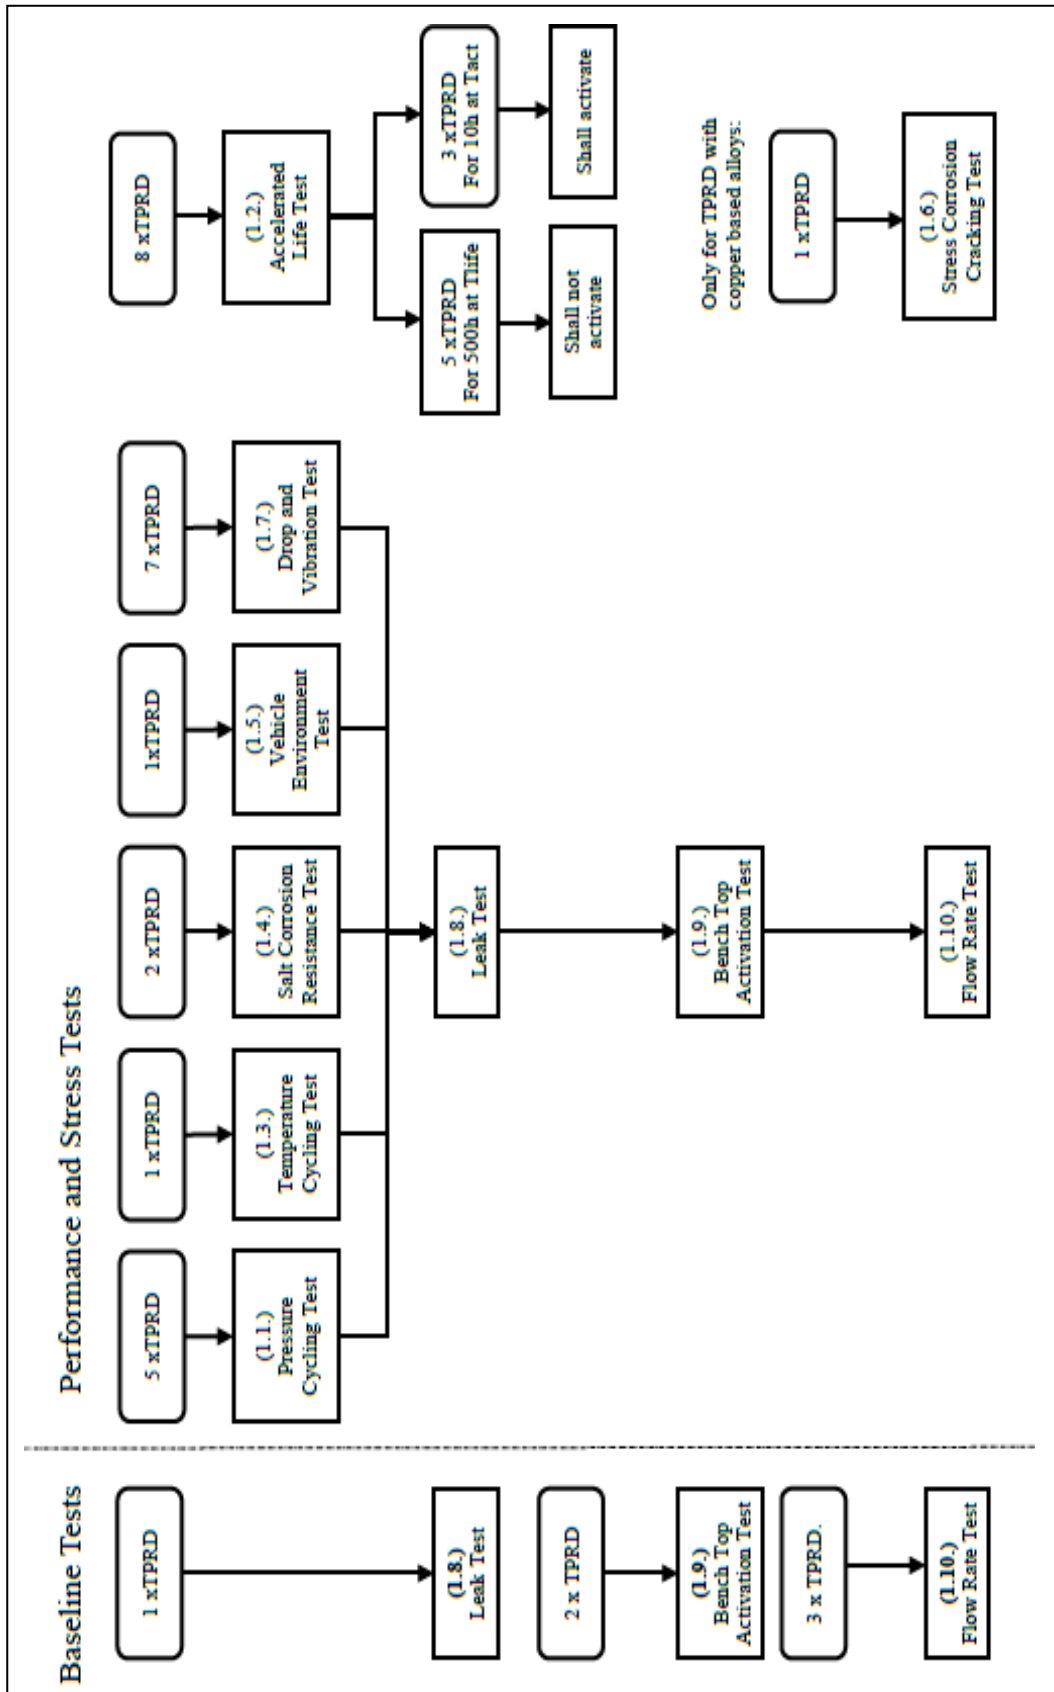 Baseline Tests
1 xTPRD
(1.8.)
Leak Test
2 x TPRD
(1.9.)
Bench Top
Activation Test
3 x TPRD.
(1.10.)
Flow Rate Test
Performance and Stress Tests
5 xTPRD
(1.1.)
Pressure
Cycling Test
1 xTPRD
(1.3.)
Temperature
Cycling Test
2 xTPRD
(1.4.)
Salt Corrosion
Resistance Test
1xTPRD
(1.5.)
Vehicle
Environment
Test
7 xTPRD
(1.7.)
Drop and
Vibration Test
(1.8.)
Leak Test
(1.9.)
Bench Top
Activation Test
(1.10.)
Flow Rate Test
8 xTPRD
(1.2.)
Accelerated
Life Test
5 xTPRD
For 500h at Tlife
Shall not
activate
3 xTPRD
For 10h at Tact
Shall activate
Only for TPRD with
copper based alloys:
1 xTPRD
(1.6.)
Stress Corrosion
Cracking Test